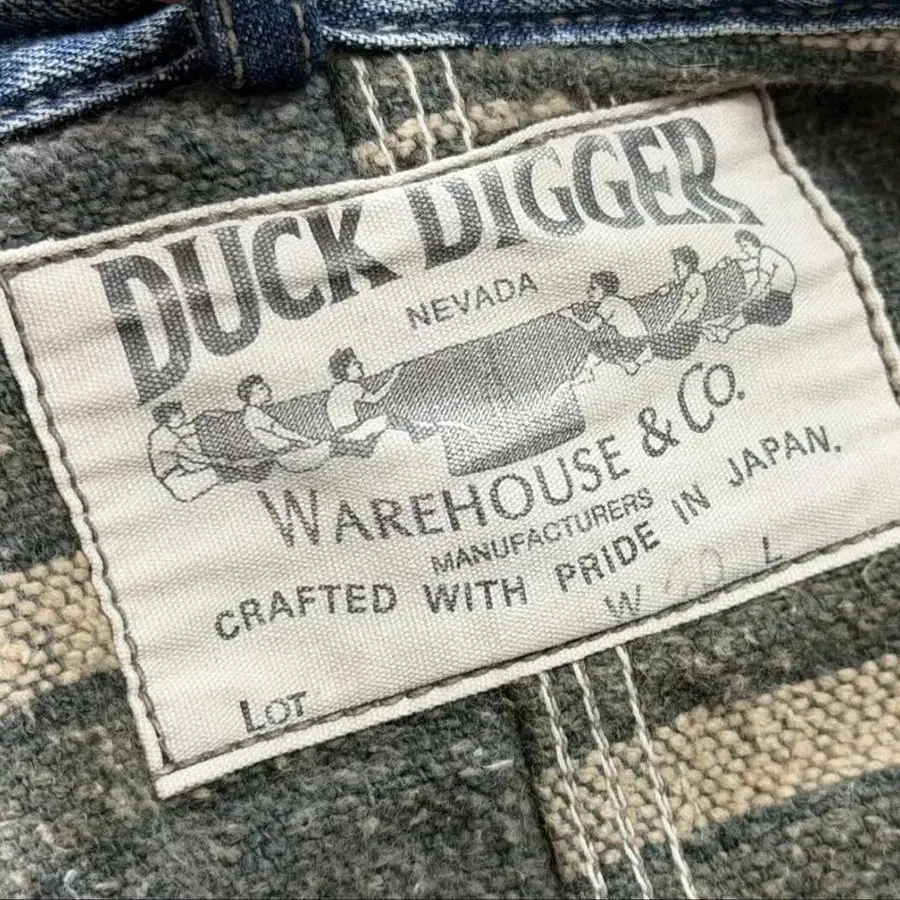 DUCK DIGGER
NEVADA
WAREHOUSE & CO.
MANUFACTURERS
CRAFTED WITH PRIDE IN JAPAN.
W L
LOT